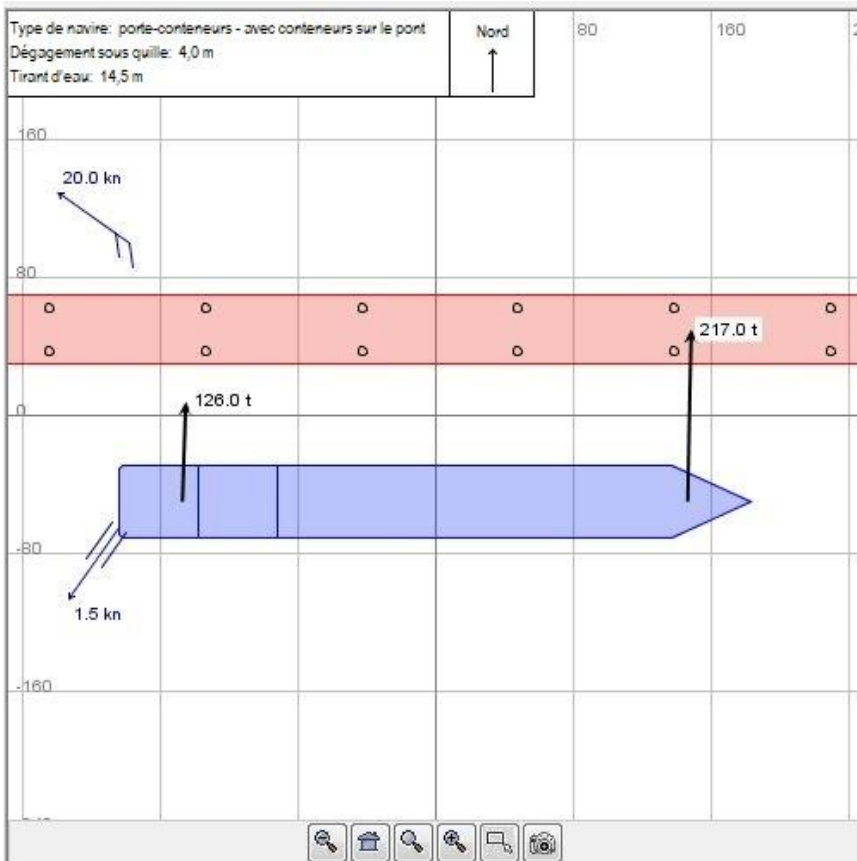 Type de navire: porte-conteneurs - avec conteneurs sur le pont
Dégagement sous quille: 4,0 m
Tirant d'eau: 14,5 m
Nord
80
160
160
20.0 kn
80
217.0 t
126.0 t
0
-80
1.5 kn
-160